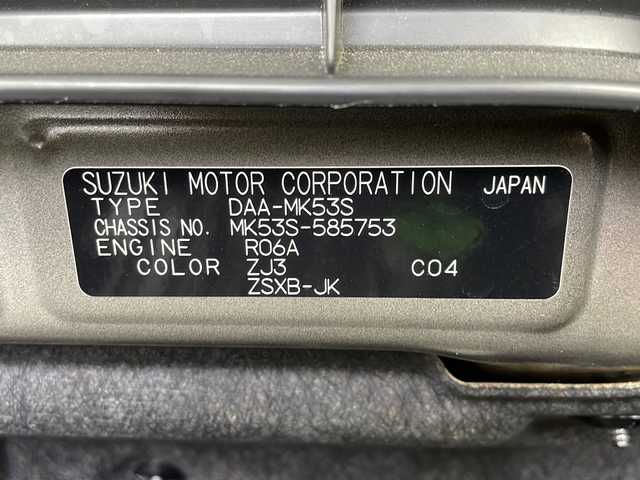 SUZUKI MOTOR CORPORATION JAPAN
TYPE DAA-MK53S
CHASSIS NO. MK53S-585753
ENGINE R06A
COLOR ZJ3 C04
ZSXB-JK